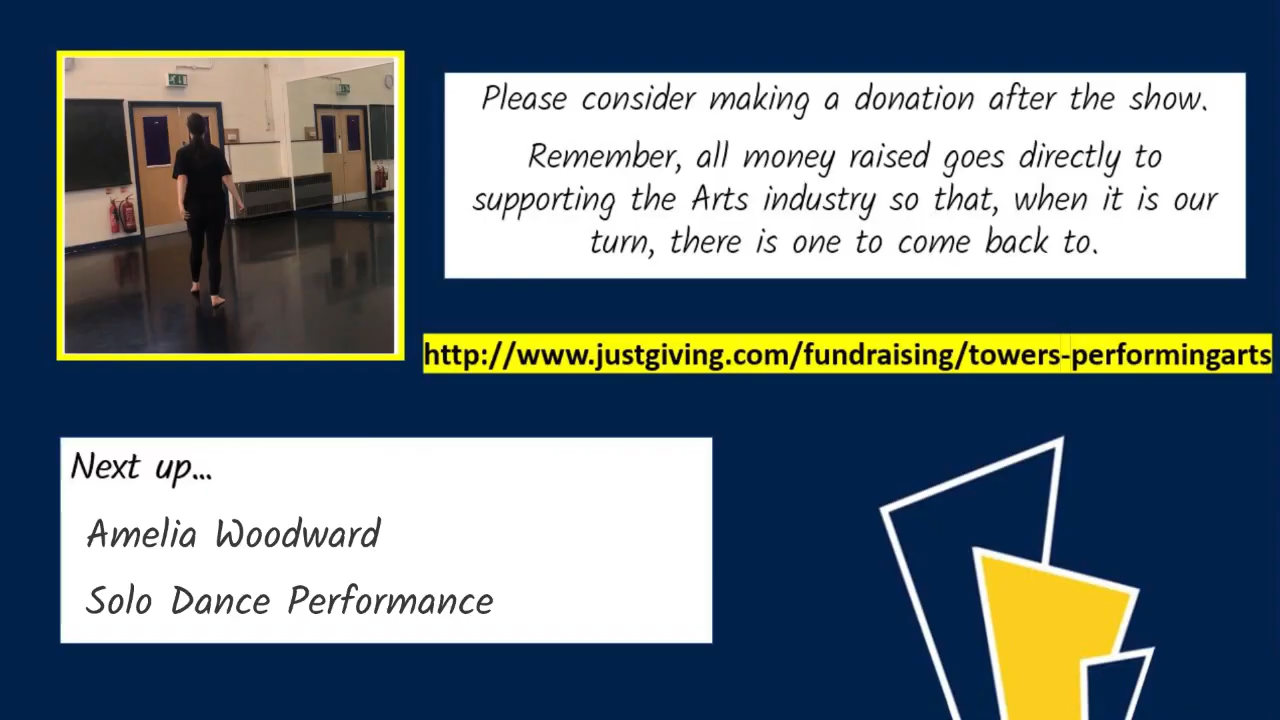 Please consider making a donation after the show.
Remember, all money raised goes directly to
supporting the Arts industry so that, when it is our
turn, there is one to come back to.
http://www.justgiving.com/fundraising/towers-performingarts
Next up...
Amelia Woodward
Solo Dance Performance